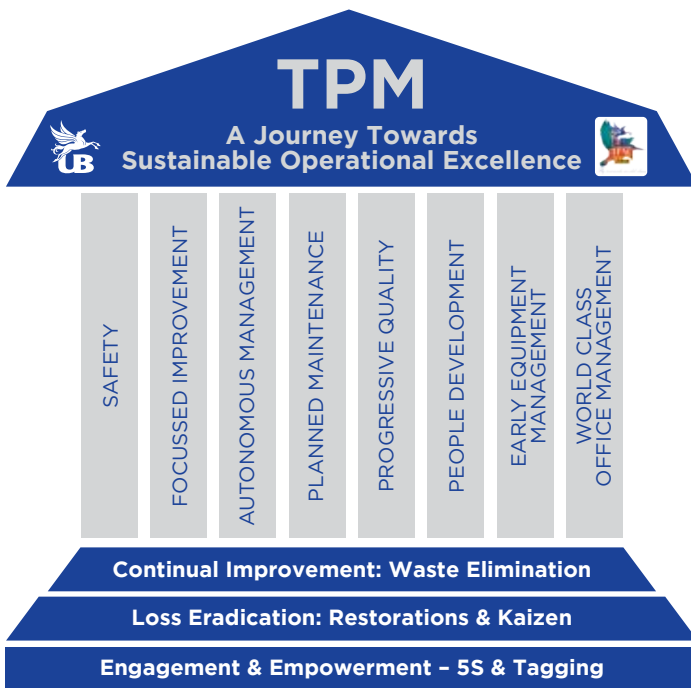 TPM
A Journey Towards
Sustainable Operational Excellence
UB
SAFETY
FOCUSSED IMPROVEMENT
AUTONOMOUS MANAGEMENT
PLANNED MAINTENANCE
PROGRESSIVE QUALITY
PEOPLE DEVELOPMENT
EARLY EQUIPMENT
MANAGEMENT
WORLD CLASS
OFFICE MANAGEMENT
Continual Improvement: Waste Elimination
Loss Eradication: Restorations & Kaizen
Engagement & Empowerment – 5S & Tagging